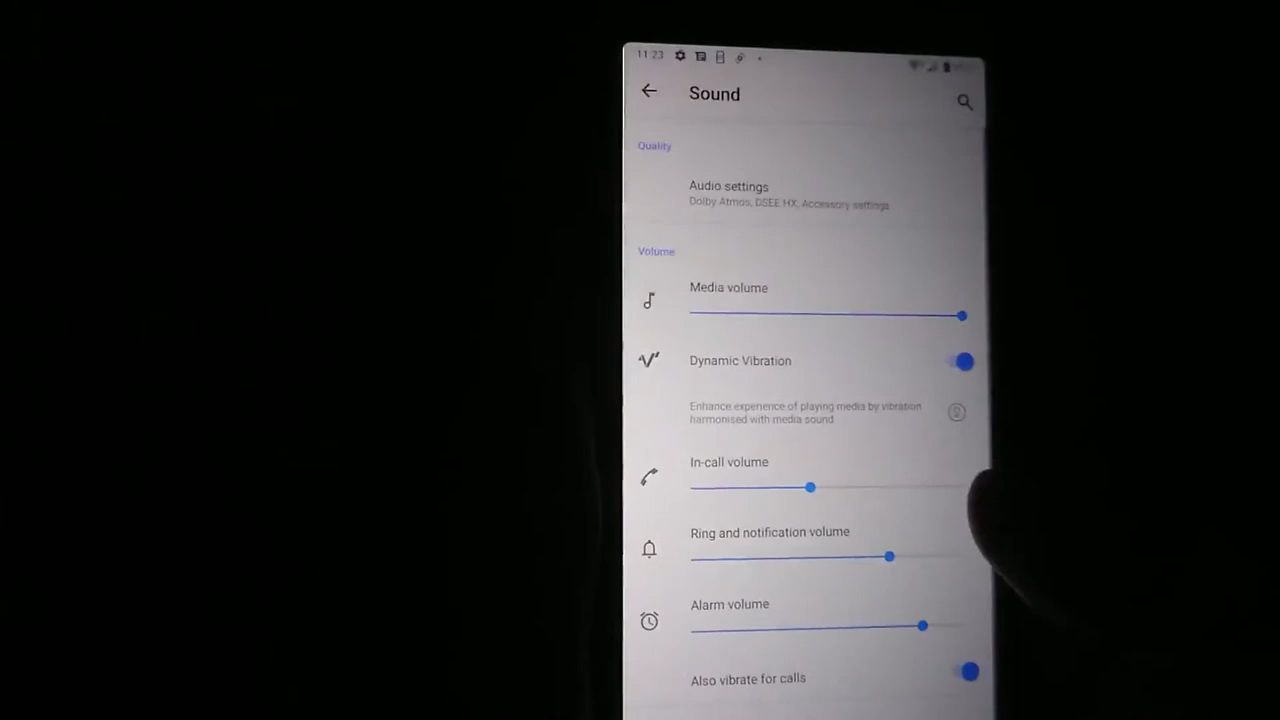 11 23
Sound
Quality
Audio settings
Dolby Atmos, DSEE HX, Accessory settings
Volume
Media volume
Dynamic Vibration
Enhance experience of playing media by vibration
harmonised with media sound
In-call volume
Ring and notification volume
Alarm volume
Also vibrate for calls